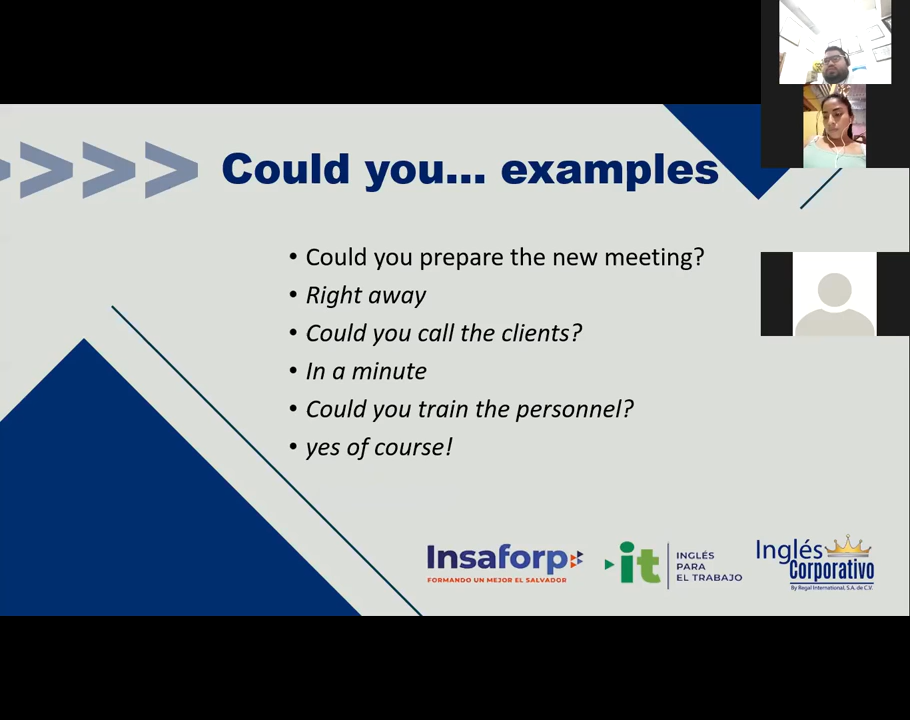 >>>> Could you... examples
• Could you prepare the new meeting?
• Right away
• Could you call the clients?
• In a minute
• Could you train the personnel?
• yes of course!
Insaforp
FORMANDO UN MEJOR EL SALVADOR
it
INGLÉS
PARA
EL TRABAJO
Inglés
Corporativo
By Regal International, S.A. de C.V.